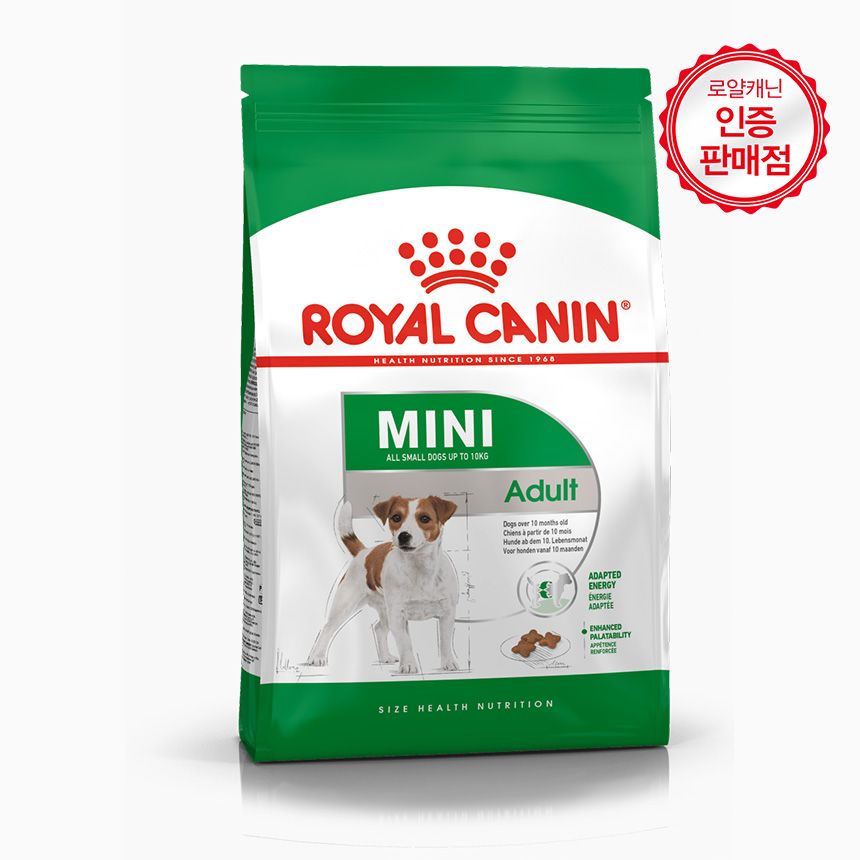 로얄캐닌
인증
판매점
ROYAL CANIN®
HEALTH NUTRITION SINCE 1968
MINI
ALL SMALL DOGS UP TO 10KG
Adult
Dogs over 10 months old
Chiens à partir de 10 mois
Hunde ab dem 10. Lebensmonat
Voor honden vanaf 10 maanden
ADAPTED
ENERGY
ÉNERGIE
ADAPTÉE
ENHANCED
PALATABILITY
APPÉTENCE
RENFORCÉE
SIZE HEALTH NUTRITION